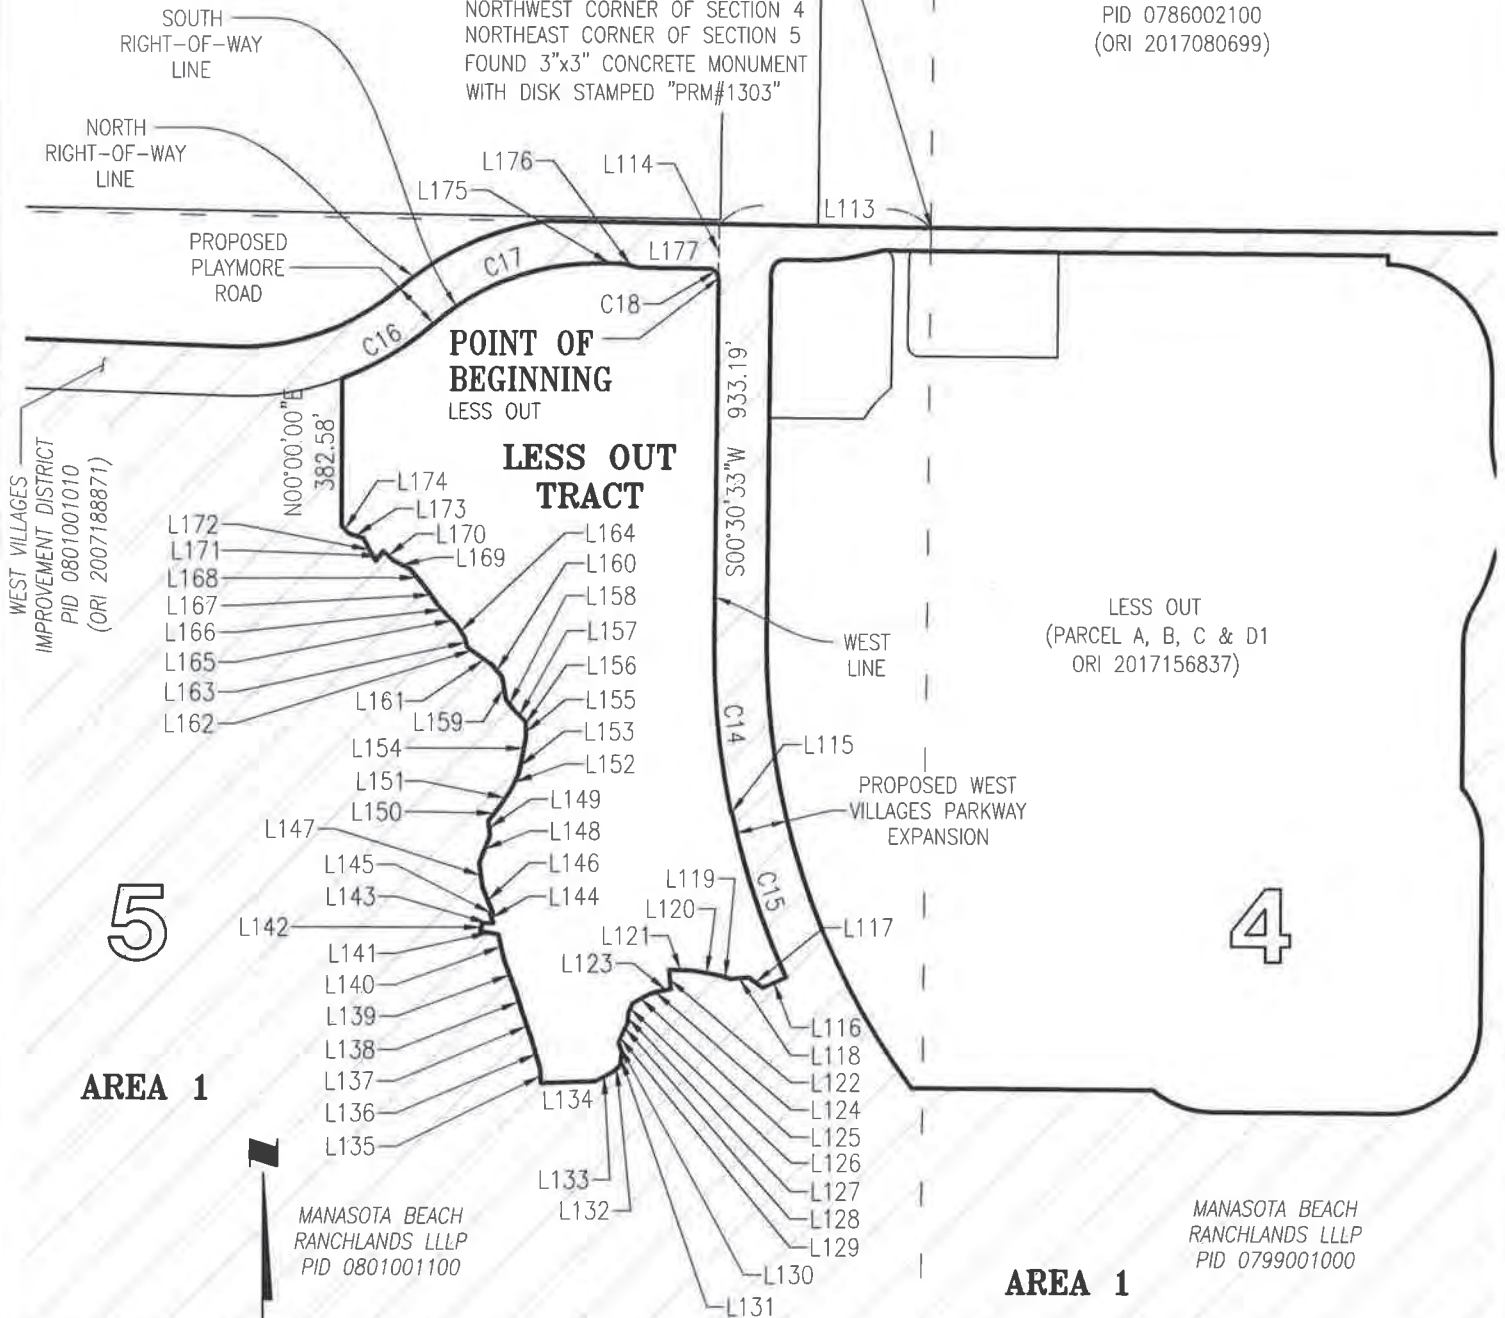 NORTHWEST CORNER OF SECTION 4
NORTHEAST CORNER OF SECTION 5
FOUND 3"x3" CONCRETE MONUMENT
WITH DISK STAMPED "PRM#1303"
PID 0786002100
(ORI 2017080699)
SOUTH
RIGHT-OF-WAY
LINE
NORTH
RIGHT-OF-WAY
LINE
L176
L114
L175
L113
PROPOSED
PLAYMORE
ROAD
C17
L177
C18
C16
POINT OF
BEGINNING
LESS OUT
LESS OUT
TRACT
N00°00'00"E
382.58'
S00°30'33"W 933.19'
WEST VILLAGES
IMPROVEMENT DISTRICT
PID 0801001010
(ORI 2007188871)
L174
L173
L172
L171
L170
L169
L168
L167
L166
L165
L163
L162
L164
L160
L158
L157
L156
L155
L153
L152
L161
L159
L154
L151
L150
L149
L148
L147
L146
L145
L144
L143
L142
L141
L140
L139
L138
L137
L136
L135
WEST
LINE
C14
L115
PROPOSED WEST
VILLAGES PARKWAY
EXPANSION
C15
LESS OUT
(PARCEL A, B, C & D1
ORI 2017156837)
L119
L120
L121
L123
L117
L116
L118
L122
L124
L125
L126
L127
L128
L129
L130
L131
L134
L133
L132
5
4
AREA 1
MANASOTA BEACH
RANCHLANDS LLLP
PID 0801001100
MANASOTA BEACH
RANCHLANDS LLLP
PID 0799001000
AREA 1